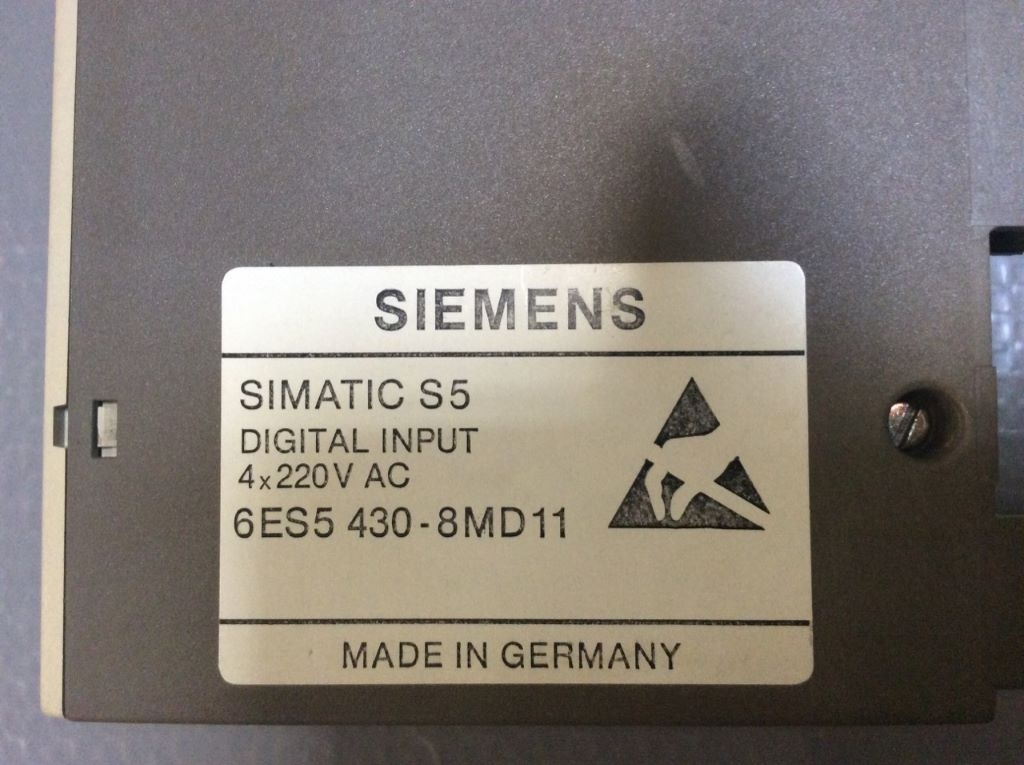 SIEMENS
SIMATIC S5
DIGITAL INPUT
4x220V AC
6ES5 430-8MD11
MADE IN GERMANY